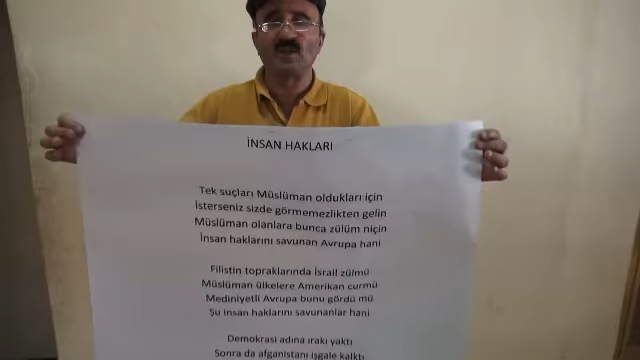 İNSAN HAKLARI
Tek suçları Müslüman oldukları için
İsterseniz sizde görmemezlikten gelin
Müslüman olanlara bunca zülüm niçin
İnsan haklarını savunan Avrupa hani
Filistin topraklarında İsrail zülmü
Müslüman ülkelere Amerikan curmü
Mediniyetli Avrupa bunu gördü mü
Şu insan haklarını savunanlar hani
Demokrasi adına ırakı yaktı
Sonra da afganistanı işgale kalktı